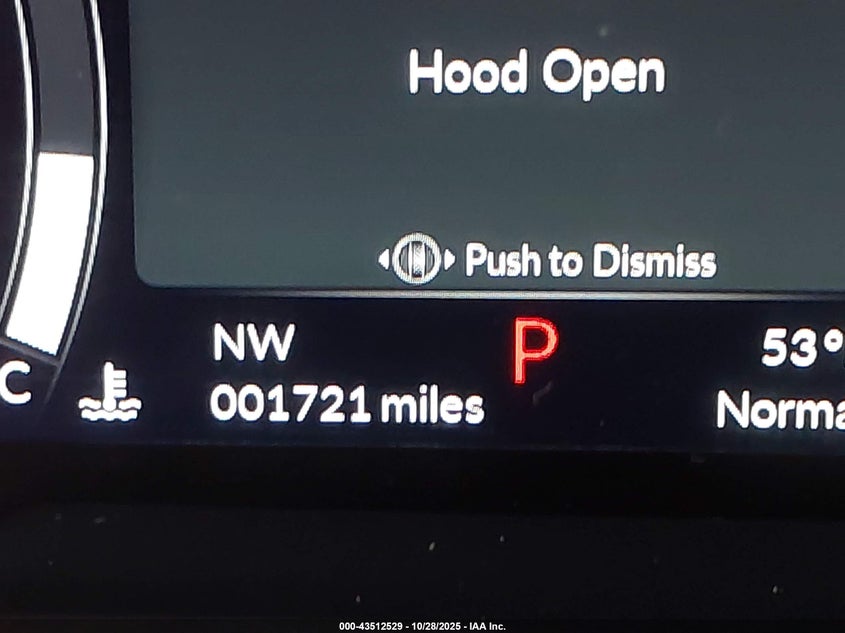 Hood Open
Push to Dismiss
NW
P
53°
001721 miles
Norma
C
000-43512529 - 10/28/2025 - IAA Inc.